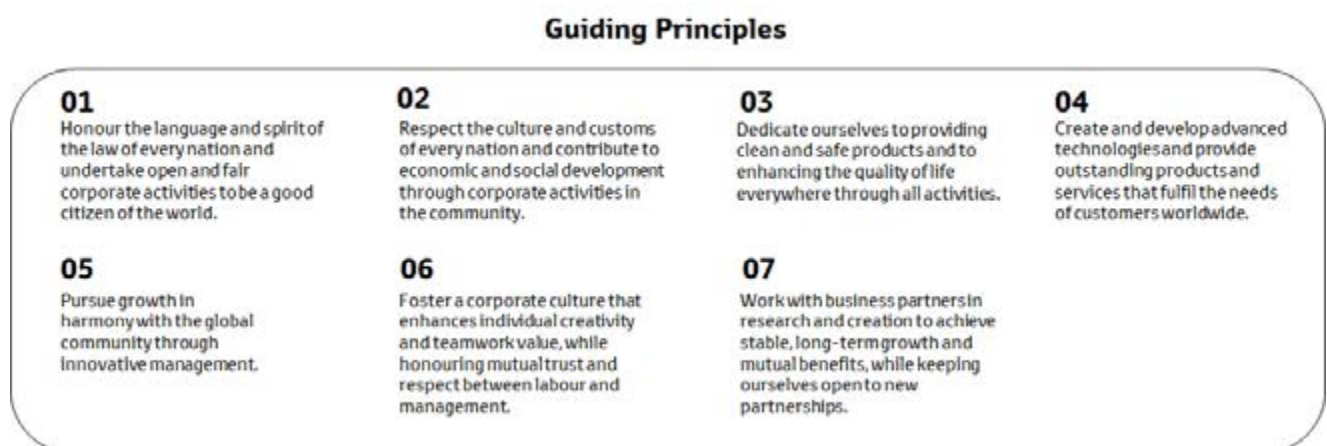 Guiding Principles
01
Honour the language and spirit of
the law of every nation and
undertake open and fair
corporate activities to be a good
citizen of the world.
02
Respect the culture and customs
of every nation and contribute to
economic and social development
through corporate activities in
the community.
03
Dedicate ourselves to providing
clean and safe products and to
enhancing the quality of life
everywhere through all activities.
04
Create and develop advanced
technologies and provide
outstanding products and
services that fulfil the needs
of customers worldwide.
05
Pursue growth in
harmony with the global
community through
innovative management.
06
Foster a corporate culture that
enhances individual creativity
and teamwork value, while
honouring mutual trust and
respect between labour and
management.
07
Work with business partners in
research and creation to achieve
stable, long-term growth and
mutual benefits, while keeping
ourselves open to new
partnerships.